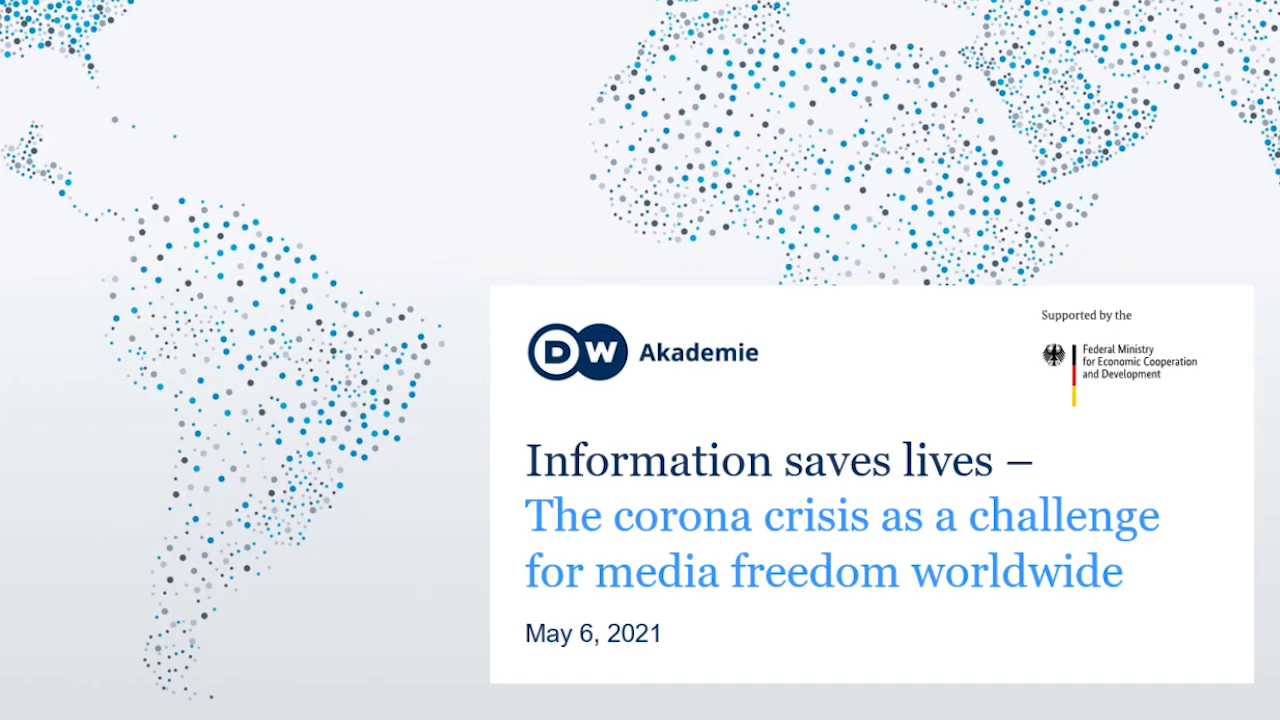 DW Akademie
Supported by the
Federal Ministry
for Economic Cooperation
and Development
Information saves lives –
The corona crisis as a challenge
for media freedom worldwide
May 6, 2021